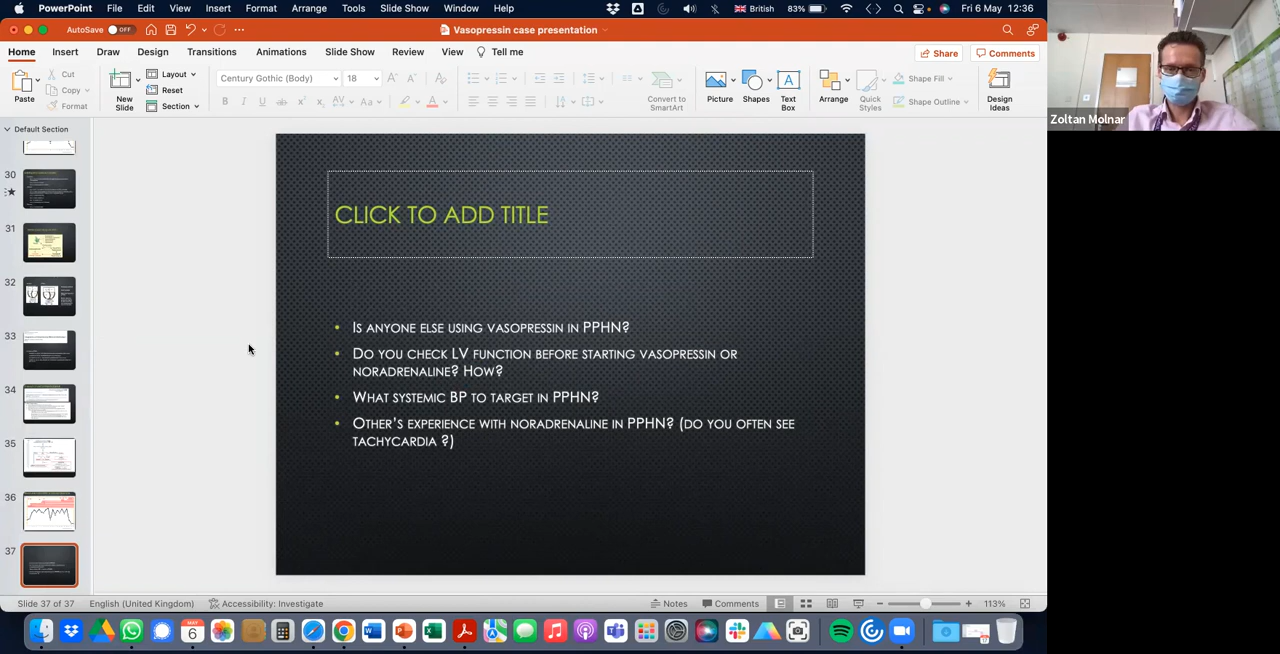 PowerPoint File Edit View Insert Format Arrange Tools Slide Show Window Help British 83% Fri 6 May 12:36
AutoSave OFF Vasopressin case presentation
Home Insert Draw Design Transitions Animations Slide Show Review View Tell me Share Comments
Paste Cut Copy Format
New Slide Layout Reset Section
Century Gothic (Body) 18
Convert to SmartArt
Picture Shapes Text Box Arrange Quick Styles
Shape Fill
Shape Outline
Design Ideas
Zoltan Molnar
Default Section
30
31
32
33
34
35
36
37
CLICK TO ADD TITLE
• IS ANYONE ELSE USING VASOPRESSIN IN PPHN?
• DO YOU CHECK LV FUNCTION BEFORE STARTING VASOPRESSIN OR
NORADRENALINE? HOW?
• WHAT SYSTEMIC BP TO TARGET IN PPHN?
• OTHER'S EXPERIENCE WITH NORADRENALINE IN PPHN? (DO YOU OFTEN SEE
TACHYCARDIA ?)
Slide 37 of 37 English (United Kingdom) Accessibility: Investigate Notes Comments 113%
MAY
6